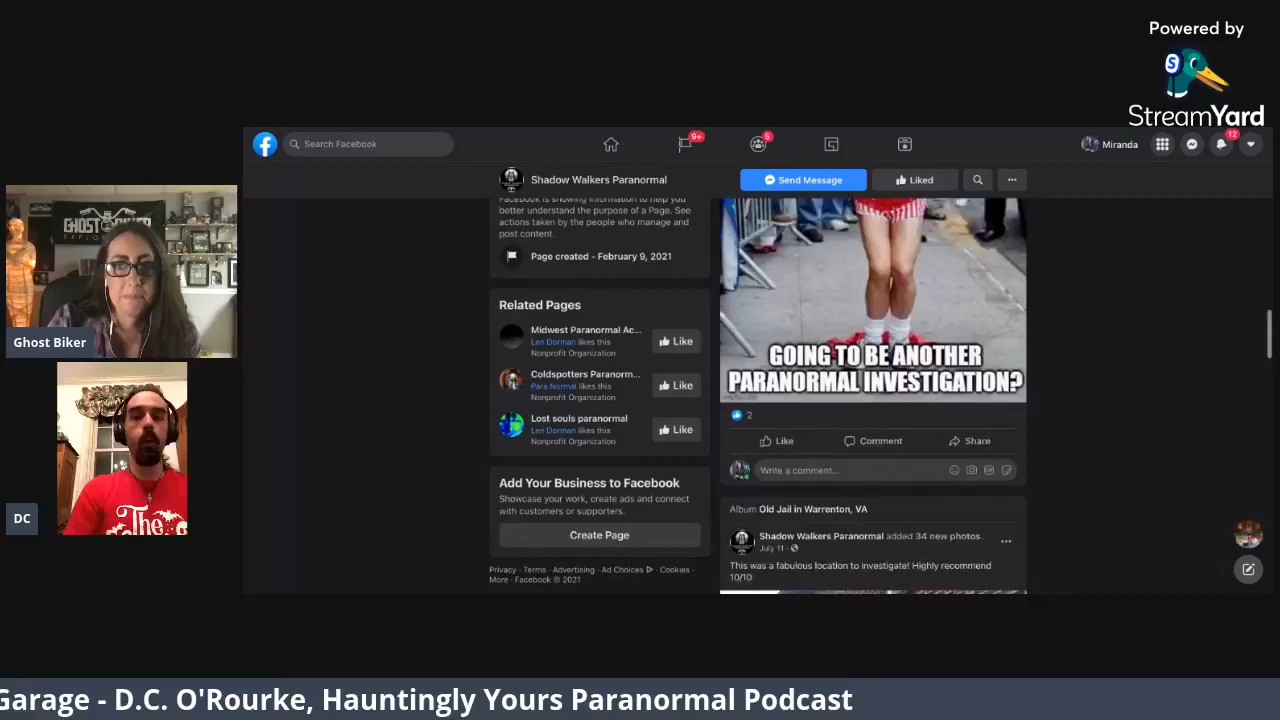 Powered by
S
StreamYard
Search Facebook
9+
5
Miranda
12
Shadow Walkers Paranormal
Send Message
Liked
Facebook is showing information to help you
better understand the purpose of a Page. See
actions taken by the people who manage and
post content.
Page created - February 9, 2021
Related Pages
Midwest Paranormal Ac...
Len Dorman likes this
Nonprofit Organization
Like
Coldspotters Paranorm...
Para Normal likes this
Nonprofit Organization
Like
Lost souls paranormal
Len Dorman likes this
Nonprofit Organization
Like
Add Your Business to Facebook
Showcase your work, create ads and connect
with customers or supporters.
Create Page
Privacy · Terms · Advertising · Ad Choices · Cookies ·
More · Facebook © 2021
GOING TO BE ANOTHER
PARANORMAL INVESTIGATION?
2
Like
Comment
Share
Write a comment...
Album Old Jail in Warrenton, VA
Shadow Walkers Paranormal added 34 new photos.
July 11 ·
This was a fabulous location to investigate! Highly recommend
10/10
GHOST
Ghost Biker
The
DC
Garage - D.C. O'Rourke, Hauntingly Yours Paranormal Podcast